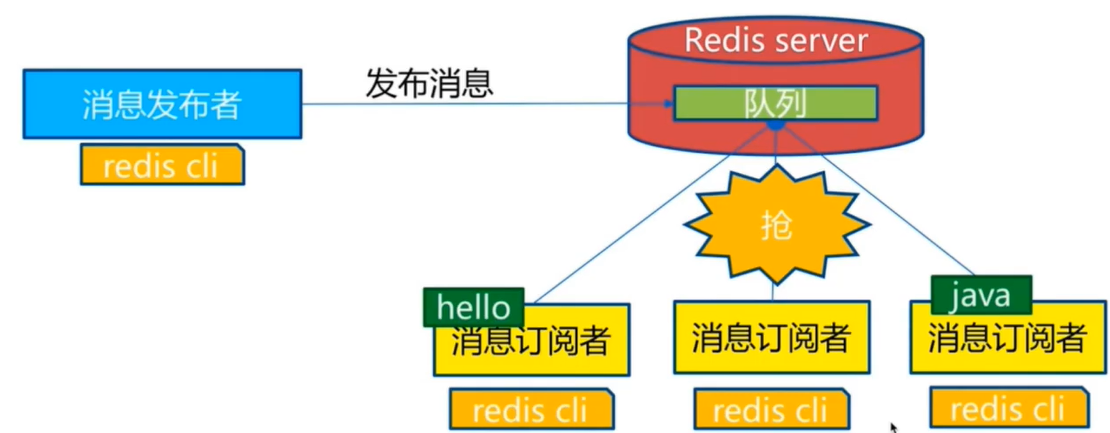 Redis server
发布消息
消息发布者
队列
redis cli
抢
hello
java
消息订阅者
消息订阅者
消息订阅者
redis cli
redis cli
redis cli